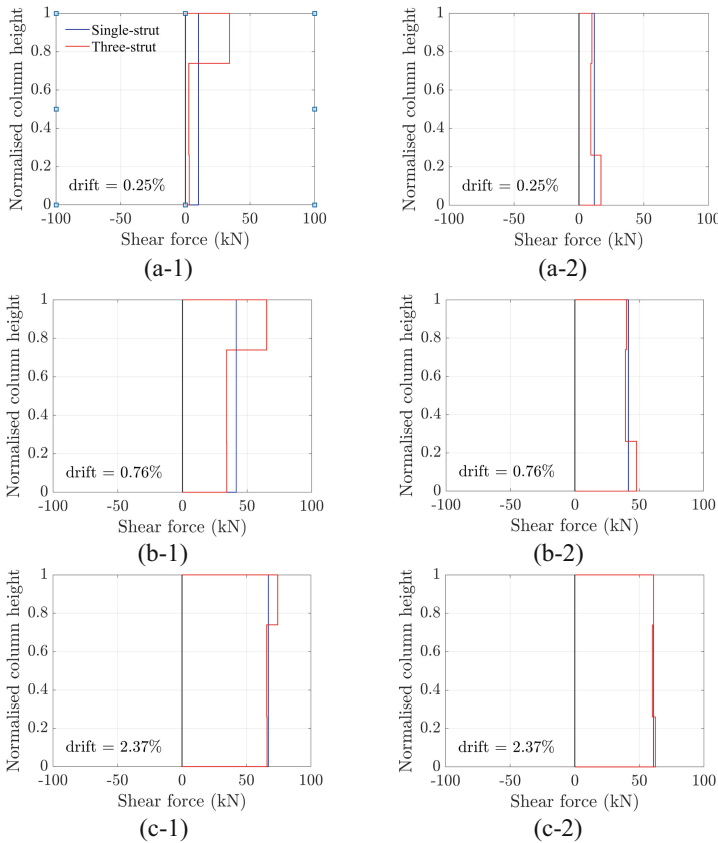 Normalised column height
1
0.8
0.6
0.4
0.2
0
Single-strut
Three-strut
drift = 0.25%
-100 -50 0 50 100
Shear force (kN)
(a-1)
Normalised column height
1
0.8
0.6
0.4
0.2
0
drift = 0.25%
-100 -50 0 50 100
Shear force (kN)
(a-2)
Normalised column height
1
0.8
0.6
0.4
0.2
0
drift = 0.76%
-100 -50 0 50 100
Shear force (kN)
(b-1)
Normalised column height
1
0.8
0.6
0.4
0.2
0
drift = 0.76%
-100 -50 0 50 100
Shear force (kN)
(b-2)
Normalised column height
1
0.8
0.6
0.4
0.2
0
drift = 2.37%
-100 -50 0 50 100
Shear force (kN)
(c-1)
Normalised column height
1
0.8
0.6
0.4
0.2
0
drift = 2.37%
-100 -50 0 50 100
Shear force (kN)
(c-2)